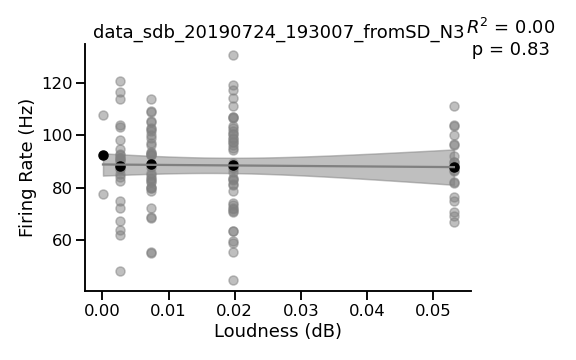 data_sdb_20190724_193007_fromSD_N3
R² = 0.00
p = 0.83
Firing Rate (Hz)
120
100
80
60
0.00 0.01 0.02 0.03 0.04 0.05
Loudness (dB)